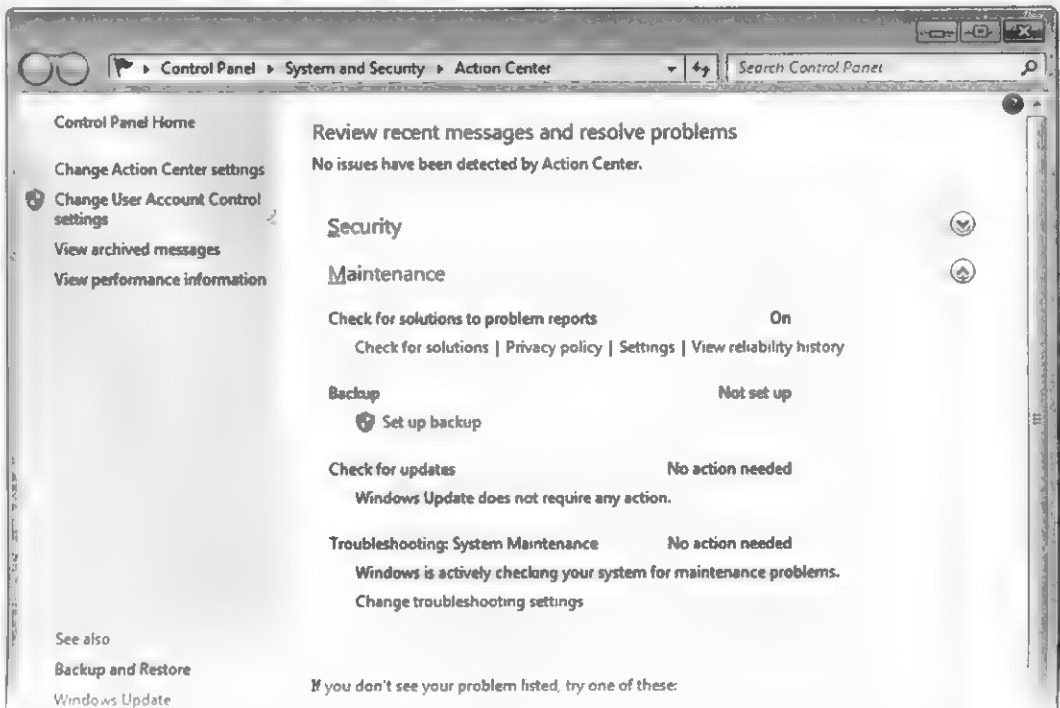 Control Panel ▸ System and Security ▸ Action Center
Search Control Panel
Control Panel Home
Change Action Center settings
Change User Account Control
settings
View archived messages
View performance information
See also
Backup and Restore
Windows Update
Review recent messages and resolve problems
No issues have been detected by Action Center.
Security
Maintenance
Check for solutions to problem reports On
Check for solutions | Privacy policy | Settings | View reliability history
Backup Not set up
Set up backup
Check for updates No action needed
Windows Update does not require any action.
Troubleshooting: System Maintenance No action needed
Windows is actively checking your system for maintenance problems.
Change troubleshooting settings
If you don't see your problem listed, try one of these: